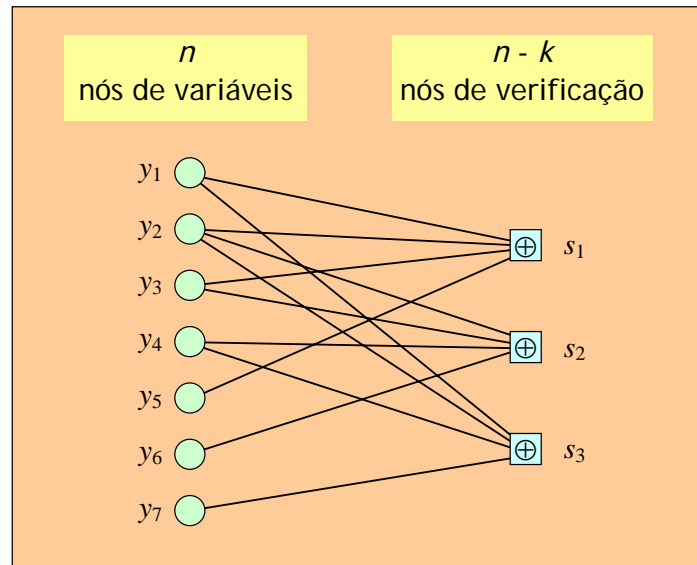 n
nós de variáveis
n - k
nós de verificação
y1
y2
y3
y4
y5
y6
y7
s1
s2
s3